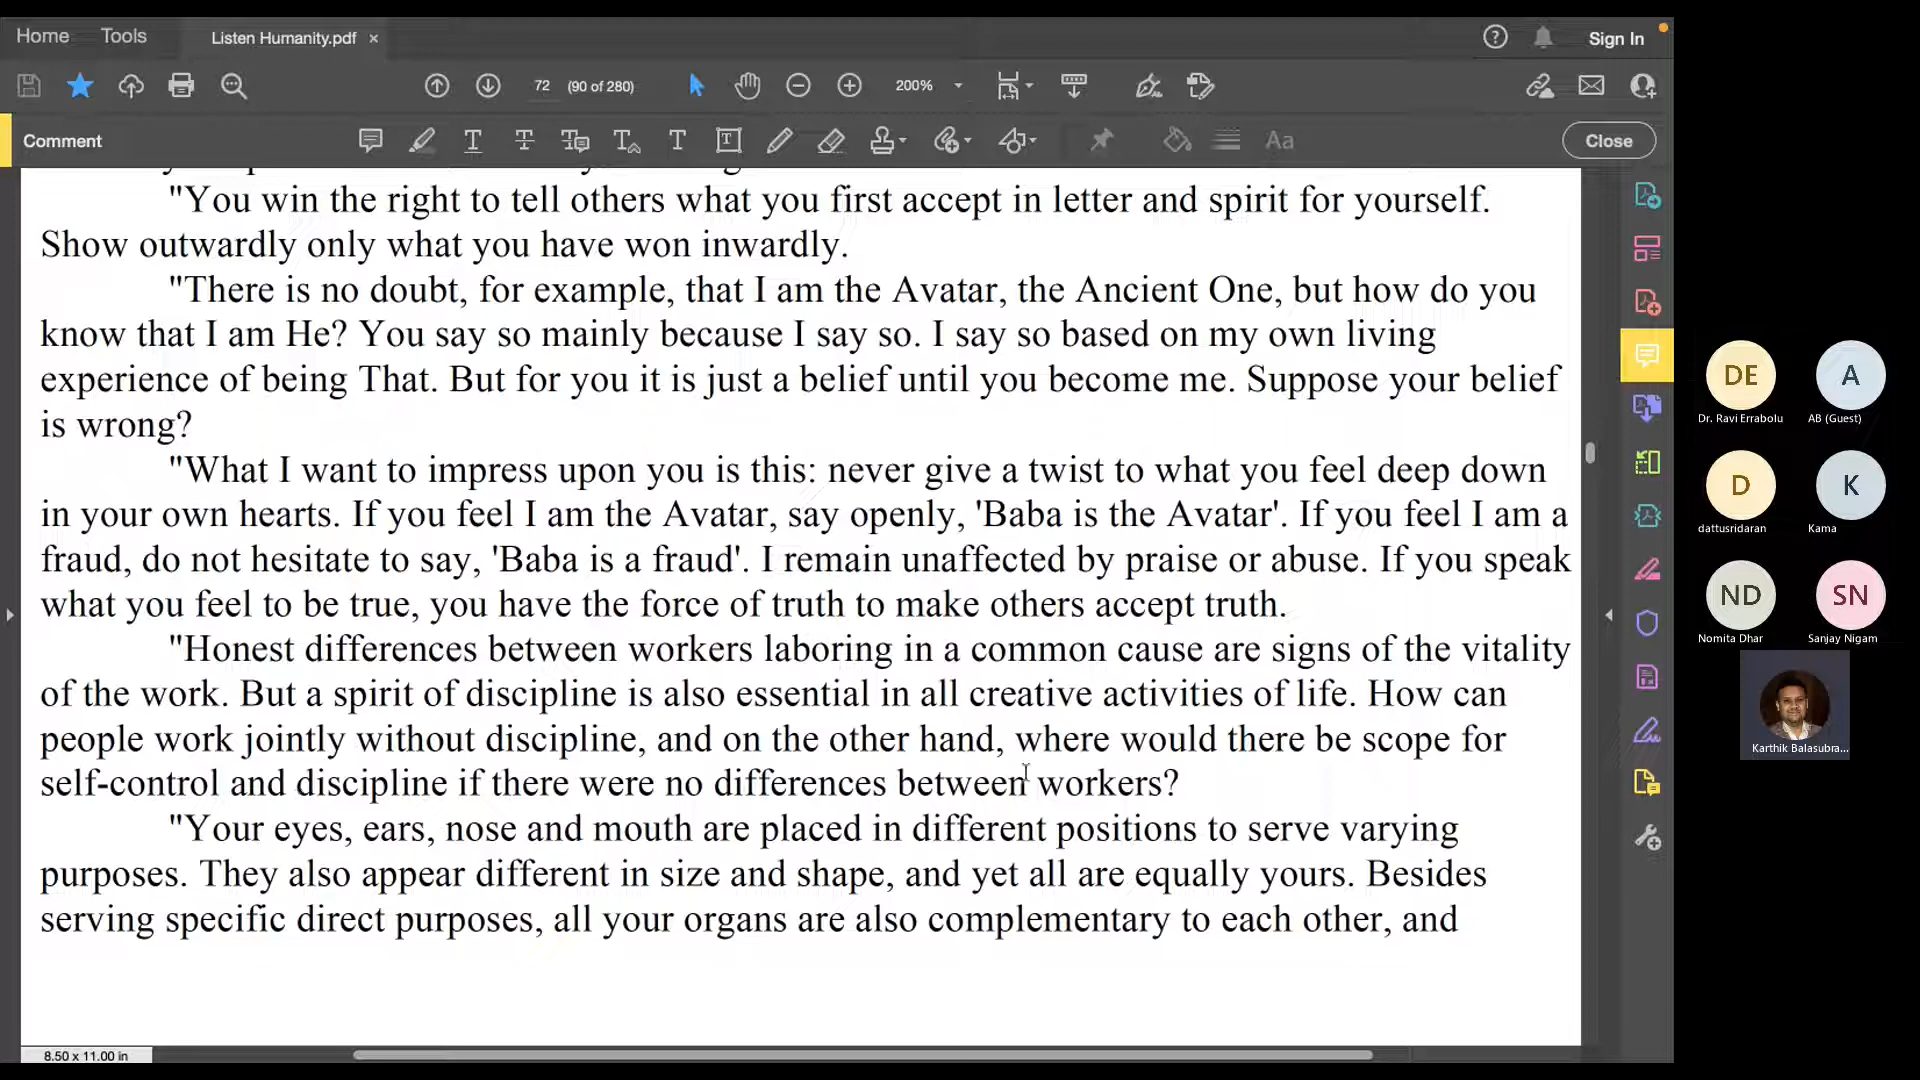 Home
Tools
Listen Humanity.pdf ×
Sign In
72
(90 of 280)
200%
Comment
Close
"You win the right to tell others what you first accept in letter and spirit for yourself.
Show outwardly only what you have won inwardly.
"There is no doubt, for example, that I am the Avatar, the Ancient One, but how do you
know that I am He? You say so mainly because I say so. I say so based on my own living
experience of being That. But for you it is just a belief until you become me. Suppose your belief
is wrong?
"What I want to impress upon you is this: never give a twist to what you feel deep down
in your own hearts. If you feel I am the Avatar, say openly, 'Baba is the Avatar'. If you feel I am a
fraud, do not hesitate to say, 'Baba is a fraud'. I remain unaffected by praise or abuse. If you speak
what you feel to be true, you have the force of truth to make others accept truth.
"Honest differences between workers laboring in a common cause are signs of the vitality
of the work. But a spirit of discipline is also essential in all creative activities of life. How can
people work jointly without discipline, and on the other hand, where would there be scope for
self-control and discipline if there were no differences between workers?
"Your eyes, ears, nose and mouth are placed in different positions to serve varying
purposes. They also appear different in size and shape, and yet all are equally yours. Besides
serving specific direct purposes, all your organs are also complementary to each other, and
8.50 x 11.00 in
DE
Dr. Ravi Errabolu
A
AB (Guest)
D
dattusridaran
K
Kama
ND
Nomita Dhar
SN
Sanjay Nigam
Karthik Balasubra...